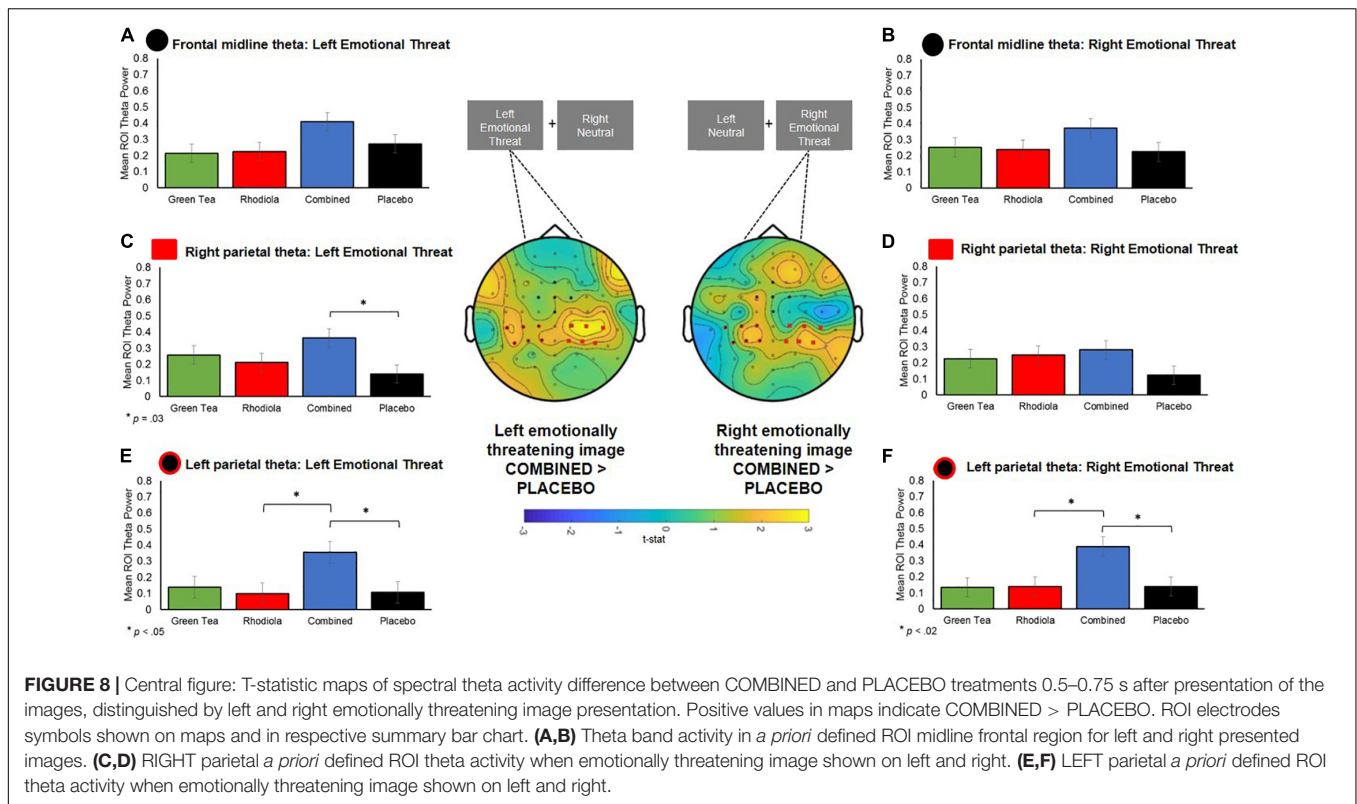 A
Frontal midline theta: Left Emotional Threat
Mean ROI Theta Power
0.8
0.7
0.6
0.5
0.4
0.3
0.2
0.1
0
Green Tea Rhodiola Combined Placebo
B
Frontal midline theta: Right Emotional Threat
Mean ROI Theta Power
0.8
0.7
0.6
0.5
0.4
0.3
0.2
0.1
0
Green Tea Rhodiola Combined Placebo
Left
Emotional
Threat
+
Right
Neutral
Left
Neutral
+
Right
Emotional
Threat
C
Right parietal theta: Left Emotional Threat
Mean ROI Theta Power
0.8
0.7
0.6
0.5
0.4
0.3
0.2
0.1
0
*
Green Tea Rhodiola Combined Placebo
* p = .03
D
Right parietal theta: Right Emotional Threat
Mean ROI Theta Power
0.8
0.7
0.6
0.5
0.4
0.3
0.2
0.1
0
Green Tea Rhodiola Combined Placebo
Left emotionally
threatening image
COMBINED >
PLACEBO
Right emotionally
threatening image
COMBINED >
PLACEBO
-3 -2 -1 0 1 2 3
t-stat
E
Left parietal theta: Left Emotional Threat
Mean ROI Theta Power
0.8
0.7
0.6
0.5
0.4
0.3
0.2
0.1
0
* *
Green Tea Rhodiola Combined Placebo
* p < .05
F
Left parietal theta: Right Emotional Threat
Mean ROI Theta Power
0.8
0.7
0.6
0.5
0.4
0.3
0.2
0.1
0
* *
Green Tea Rhodiola Combined Placebo
* p < .02
FIGURE 8 | Central figure: T-statistic maps of spectral theta activity difference between COMBINED and PLACEBO treatments 0.5–0.75 s after presentation of the
images, distinguished by left and right emotionally threatening image presentation. Positive values in maps indicate COMBINED > PLACEBO. ROI electrodes
symbols shown on maps and in respective summary bar chart. (A,B) Theta band activity in a priori defined ROI midline frontal region for left and right presented
images. (C,D) RIGHT parietal a priori defined ROI theta activity when emotionally threatening image shown on left and right. (E,F) LEFT parietal a priori defined ROI
theta activity when emotionally threatening image shown on left and right.